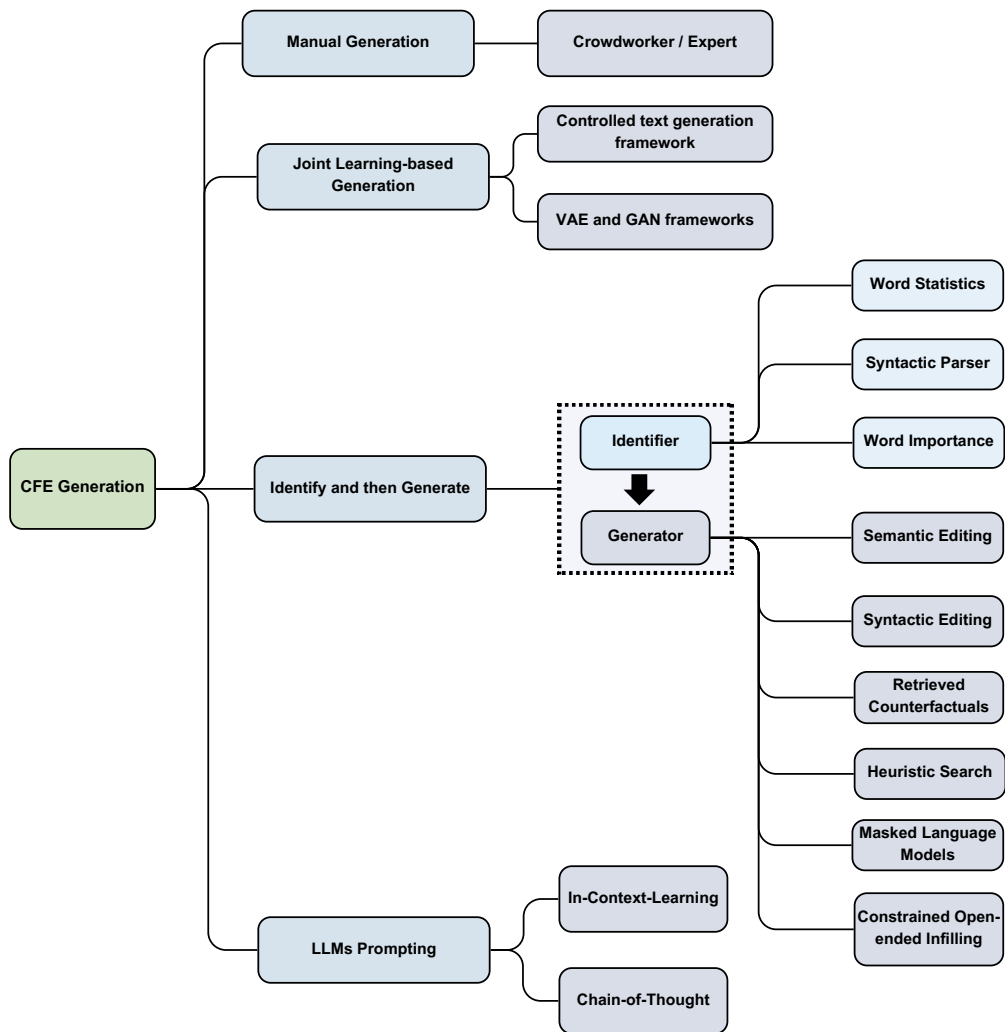 Manual Generation
Crowdworker / Expert
Controlled text generation
framework
Joint Learning-based
Generation
VAE and GAN frameworks
Word Statistics
Syntactic Parser
Identifier
Word Importance
CFE Generation
Identify and then Generate
Generator
Semantic Editing
Syntactic Editing
Retrieved
Counterfactuals
Heuristic Search
Masked Language
Models
In-Context-Learning
Constrained Open-
ended Infilling
LLMs Prompting
Chain-of-Thought